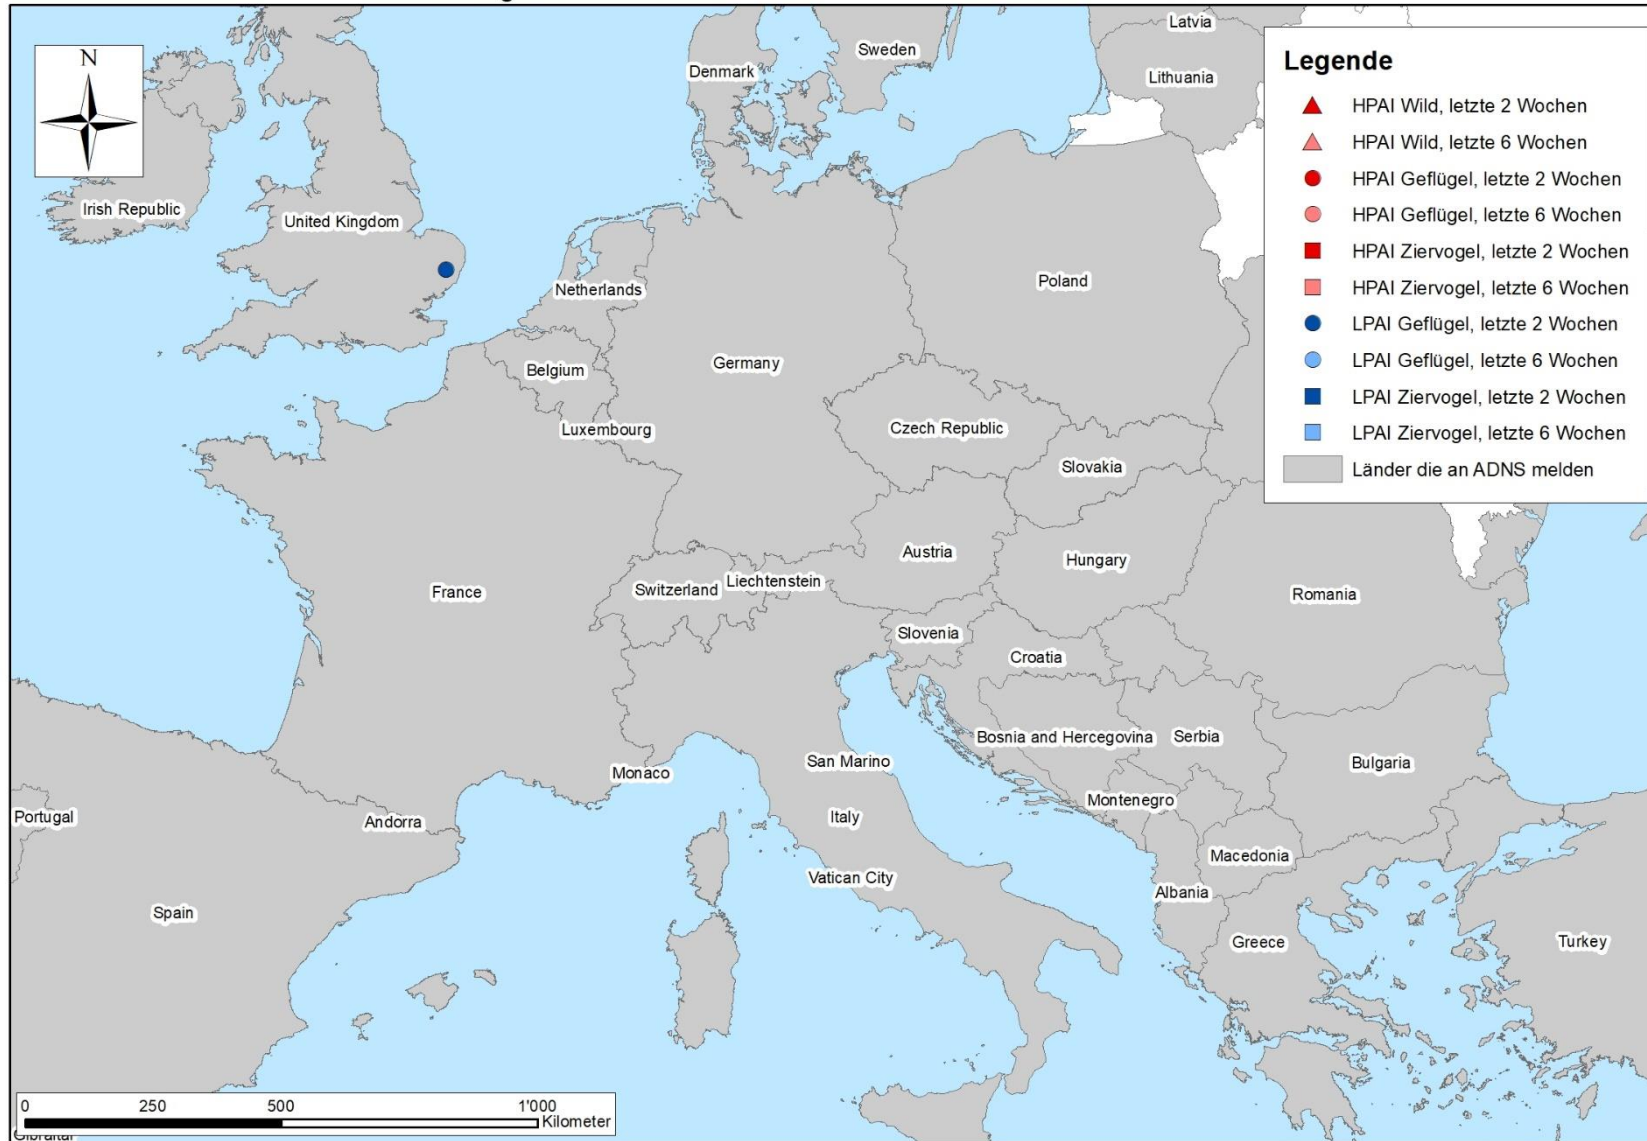 N
Latvia
Sweden
Denmark
Lithuania
Irish Republic
United Kingdom
Netherlands
Poland
Belgium
Germany
Luxembourg
Czech Republic
Slovakia
Austria
Hungary
France
Switzerland
Liechtenstein
Romania
Slovenia
Croatia
Bosnia and Hercegovina
Serbia
San Marino
Bulgaria
Monaco
Montenegro
Portugal
Andorra
Italy
Macedonia
Vatican City
Albania
Spain
Greece
Turkey
Legende
HPAI Wild, letzte 2 Wochen
HPAI Wild, letzte 6 Wochen
HPAI Geflügel, letzte 2 Wochen
HPAI Geflügel, letzte 6 Wochen
HPAI Ziervogel, letzte 2 Wochen
HPAI Ziervogel, letzte 6 Wochen
LPAI Geflügel, letzte 2 Wochen
LPAI Geflügel, letzte 6 Wochen
LPAI Ziervogel, letzte 2 Wochen
LPAI Ziervogel, letzte 6 Wochen
Länder die an ADNS melden
0 250 500 1'000
Kilometer
Gibraltar